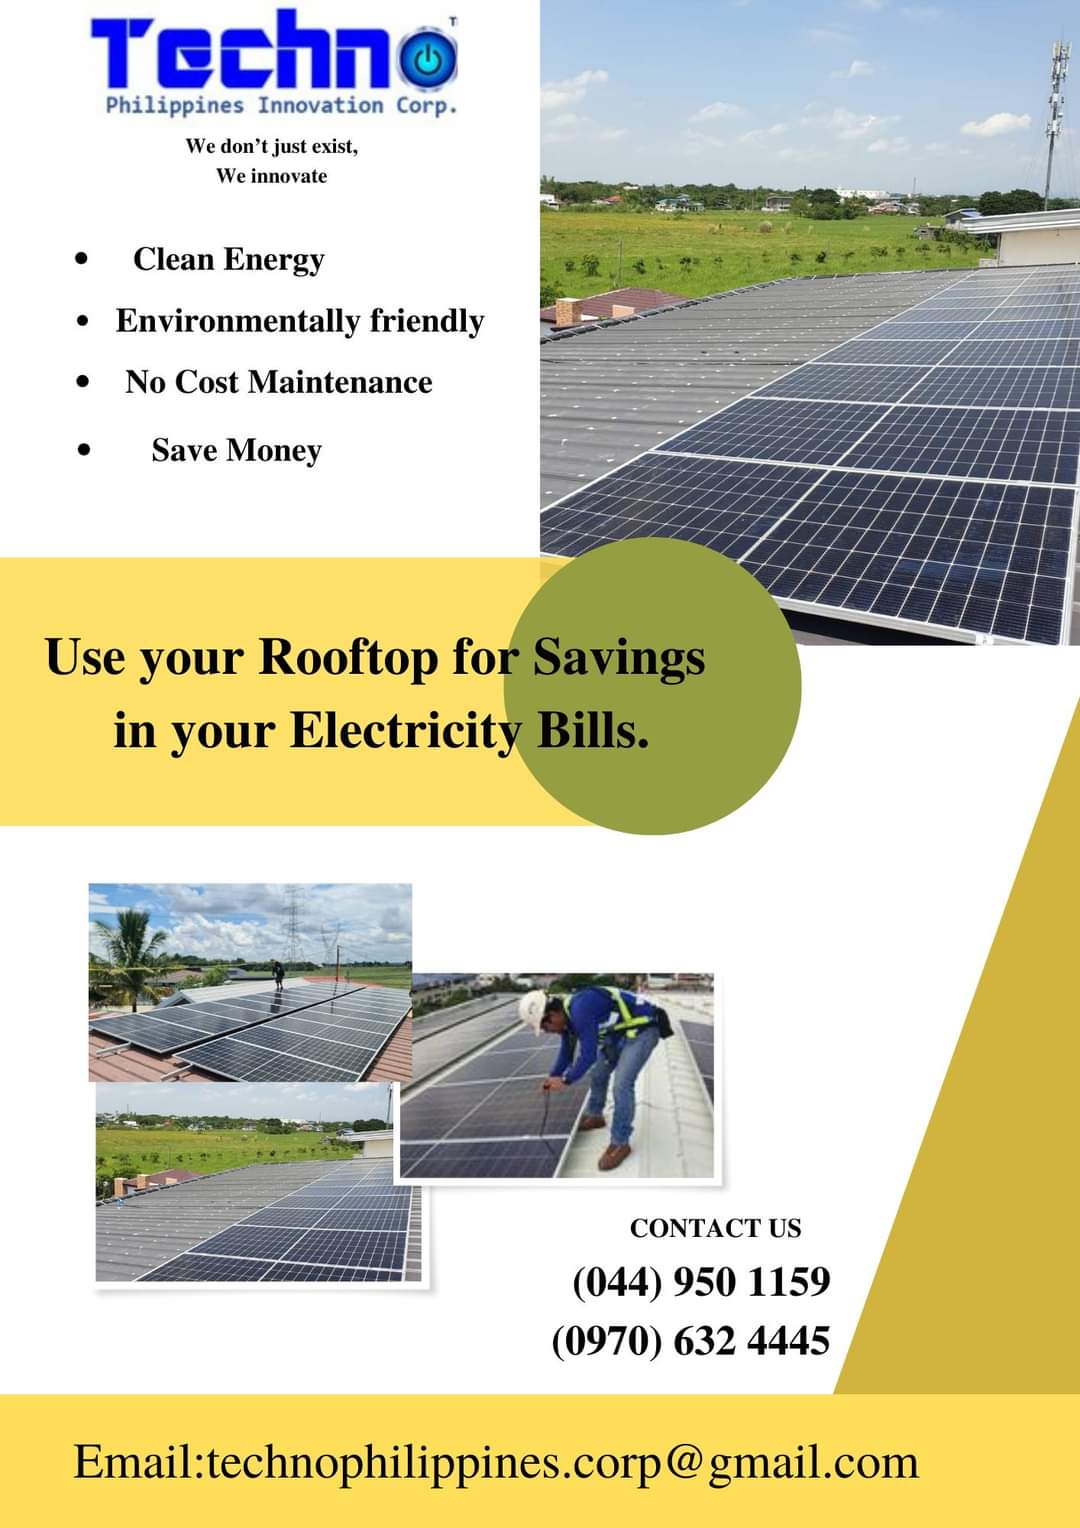 Techno
T
Philippines Innovation Corp.
We don’t just exist,
We innovate
• Clean Energy
• Environmentally friendly
• No Cost Maintenance
• Save Money
Use your Rooftop for Savings
in your Electricity Bills.
CONTACT US
(044) 950 1159
(0970) 632 4445
Email:technophilippines.corp@gmail.com